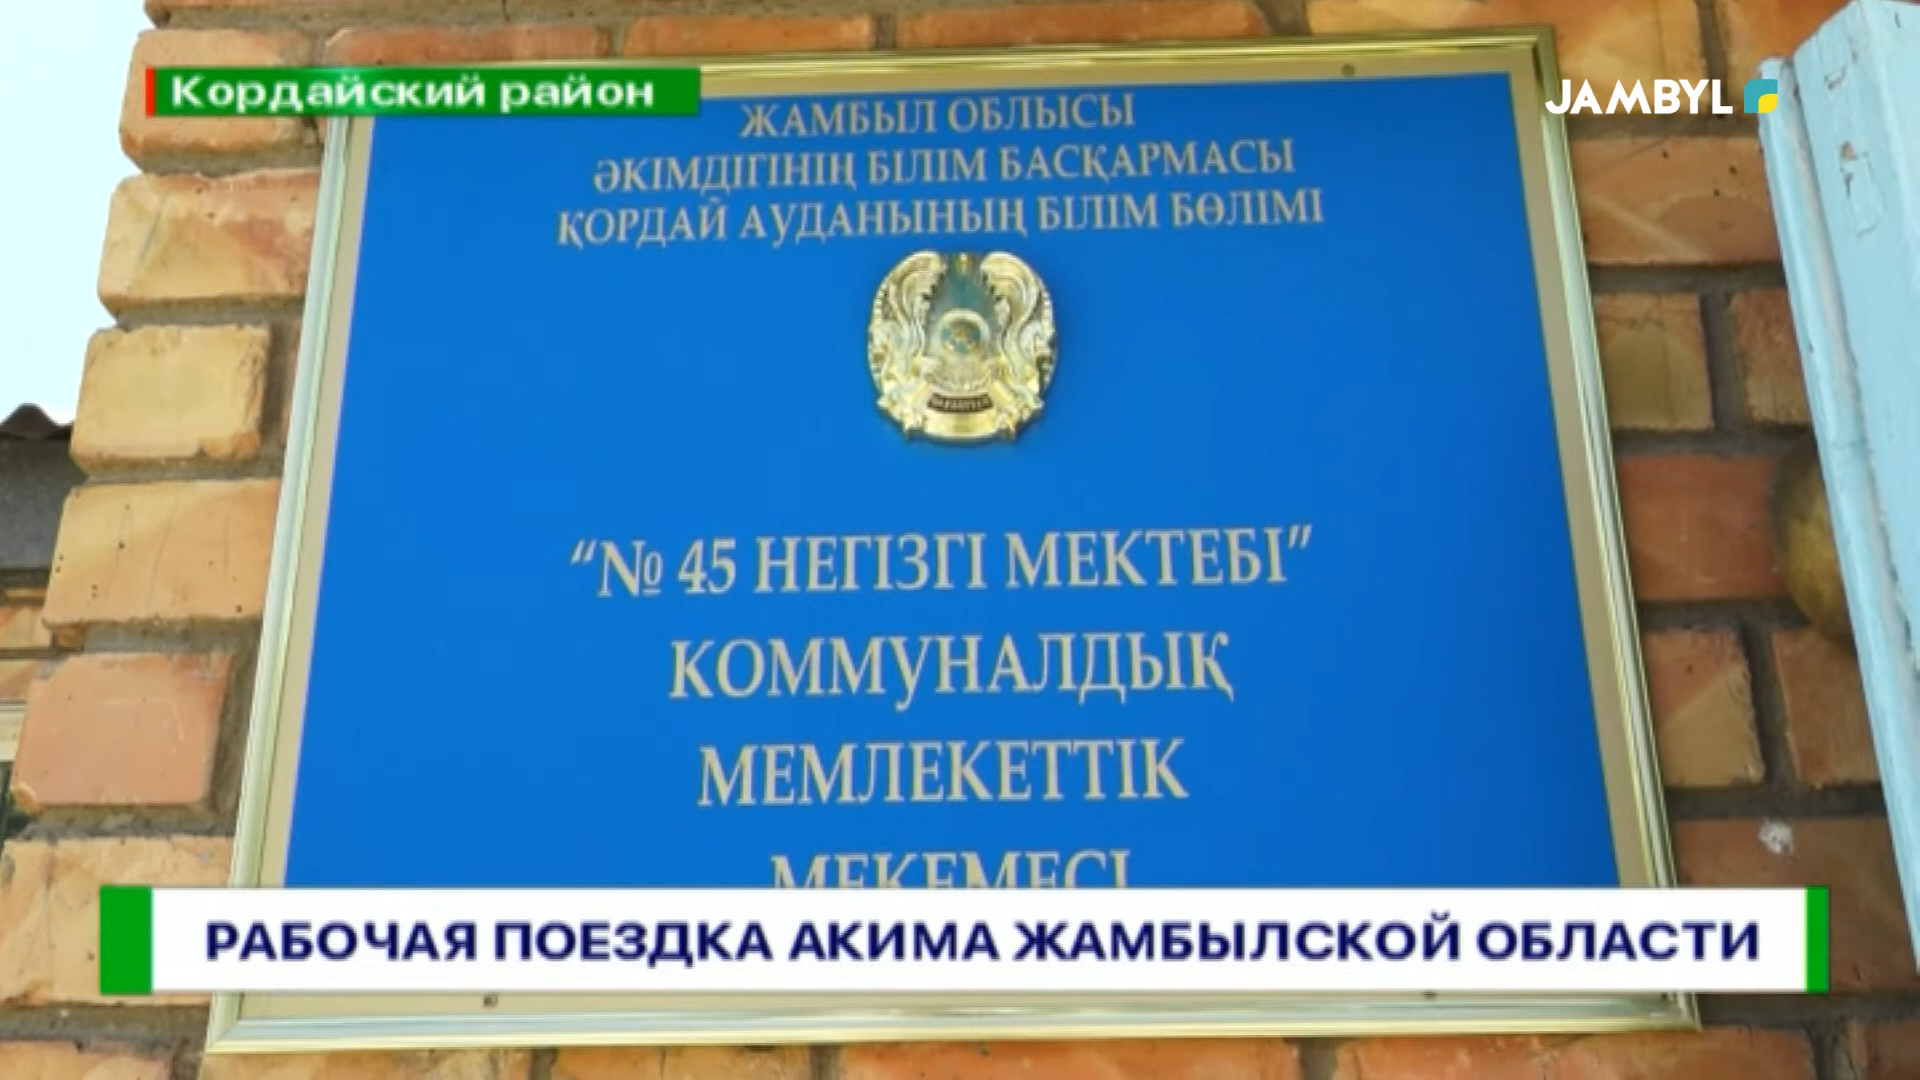 Кордайский район
JAMBYL
ЖАМБЫЛ ОБЛЫСЫ
ӘКІМДІГІНІҢ БІЛІМ БАСҚАРМАСЫ
ҚОРДАЙ АУДАНЫНЫҢ БІЛІМ БӨЛІМІ
“№ 45 НЕГІЗГІ МЕКТЕБІ”
КОММУНАЛДЫҚ
МЕМЛЕКЕТТІК
МЕКЕМЕСІ
РАБОЧАЯ ПОЕЗДКА АКИМА ЖАМБЫЛСКОЙ ОБЛАСТИ